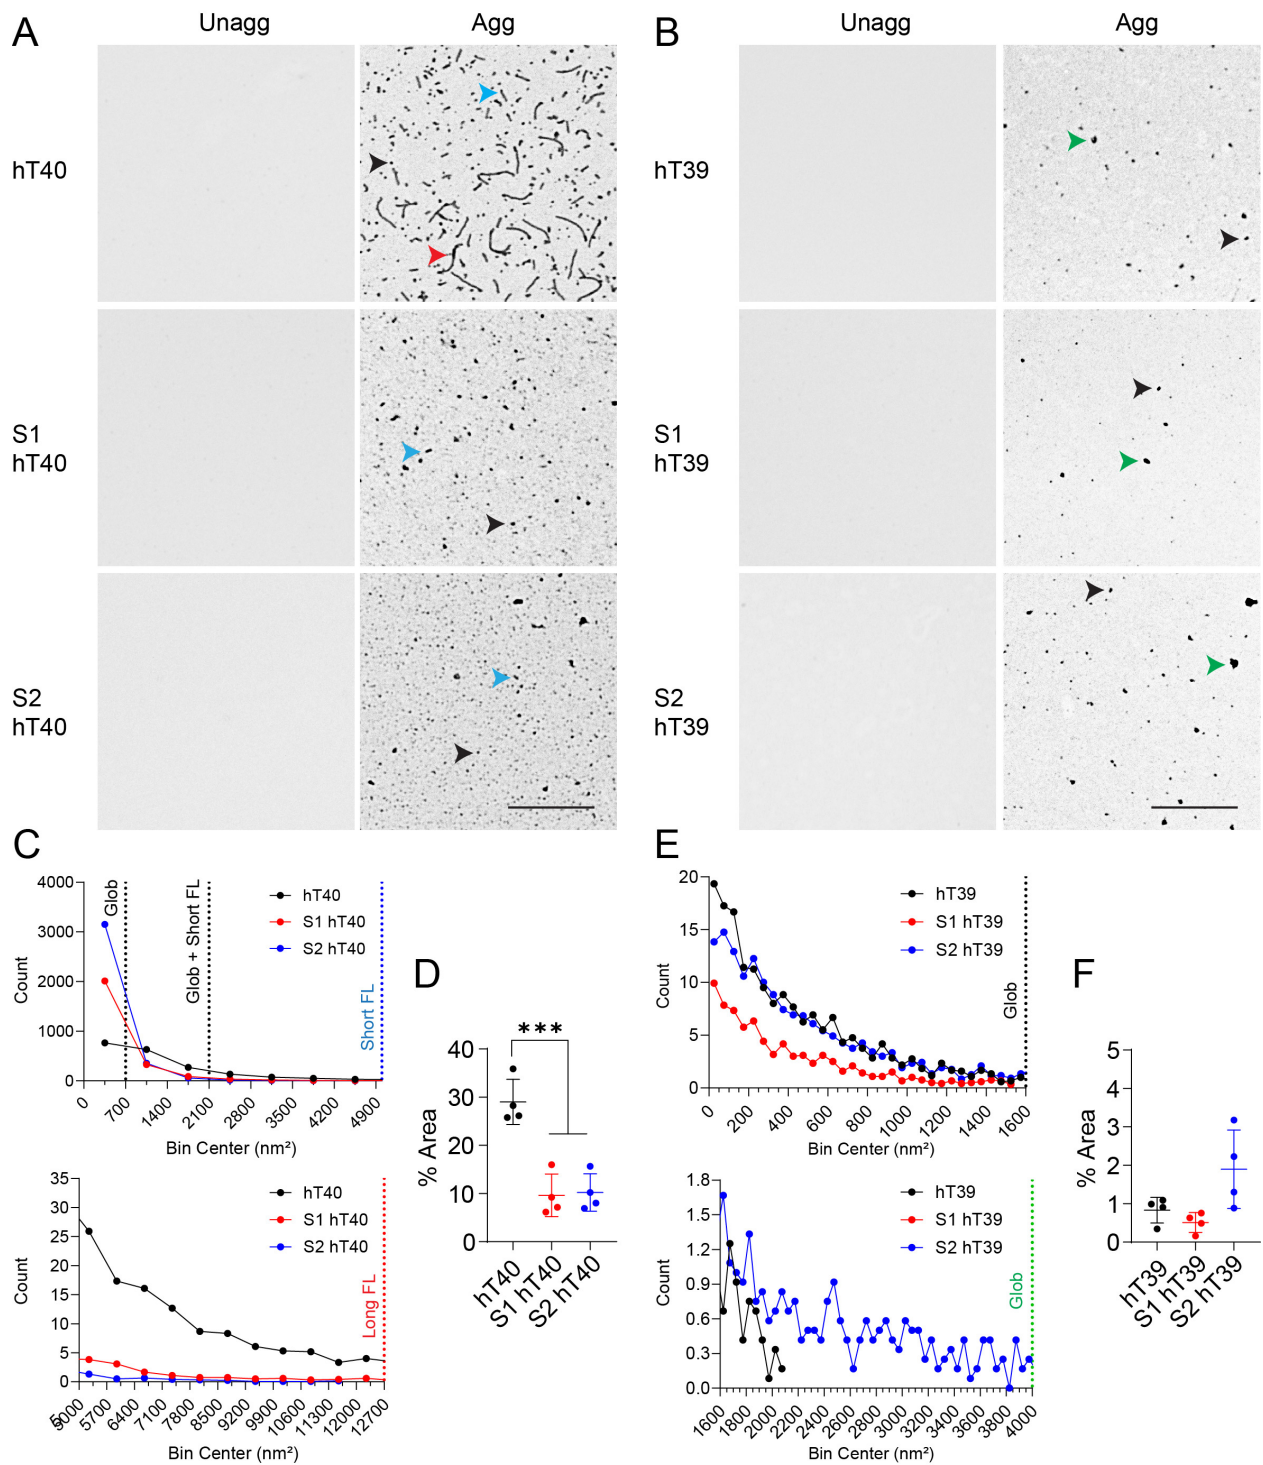 A
Unagg
Agg
hT40
S1
hT40
S2
hT40
B
Unagg
Agg
hT39
S1
hT39
S2
hT39
C
4000
3000
2000
1000
0
Count
Glob
Glob + Short FL
Short FL
hT40
S1 hT40
S2 hT40
0 700 1400 2100 2800 3500 4200 4900
Bin Center (nm²)
35
30
25
20
15
10
5
0
Count
hT40
S1 hT40
S2 hT40
Long FL
5000 5700 6400 7100 7800 8500 9200 9900 10600 11300 12000 12700
Bin Center (nm²)
D
***
40
30
20
10
0
% Area
hT40
S1 hT40
S2 hT40
E
20
15
10
5
0
Count
hT39
S1 hT39
S2 hT39
Glob
0 200 400 600 800 1000 1200 1400 1600
Bin Center (nm²)
1.8
1.5
1.2
0.9
0.6
0.3
0.0
Count
hT39
S1 hT39
S2 hT39
Glob
1600 1800 2000 2200 2400 2600 2800 3000 3200 3400 3600 3800 4000
Bin Center (nm²)
F
5
4
3
2
1
0
% Area
hT39
S1 hT39
S2 hT39